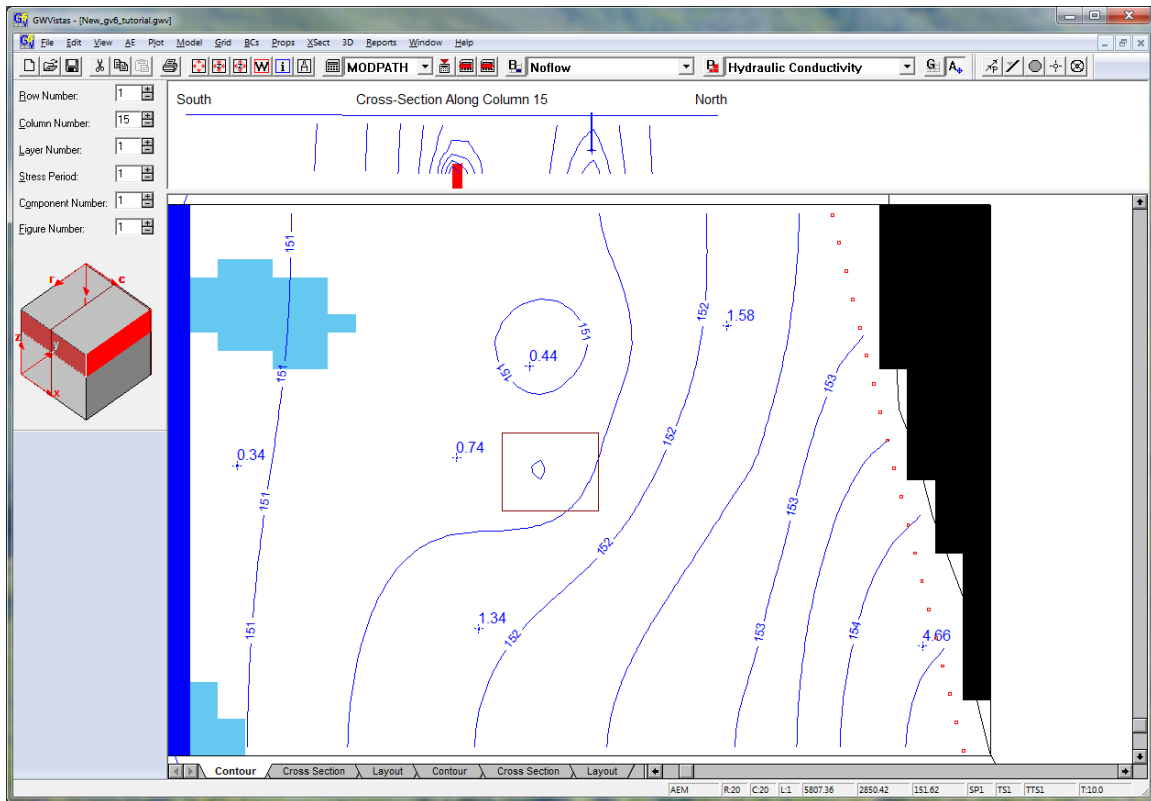 GWVistas - [New_gv6_tutorial.gwv]
File Edit View AE Plot Model Grid BCs Props XSect 3D Reports Window Help
W i A MODPATH B Noflow P Hydraulic Conductivity G A
Row Number: 1
Column Number: 15
Layer Number: 1
Stress Period: 1
Component Number: 1
Figure Number: 1
r c
z y
x
South Cross-Section Along Column 15 North
151
151
152
1.58
151
0.44
151
151
153
152
0.34
0.74
151
153
152
1.34
151
152
153
154
4.66
Contour Cross Section Layout Contour Cross Section Layout
AEM R:20 C:20 L:1 5807.36 2850.42 151.62 SP1 TS1 TTS1 T:10.0